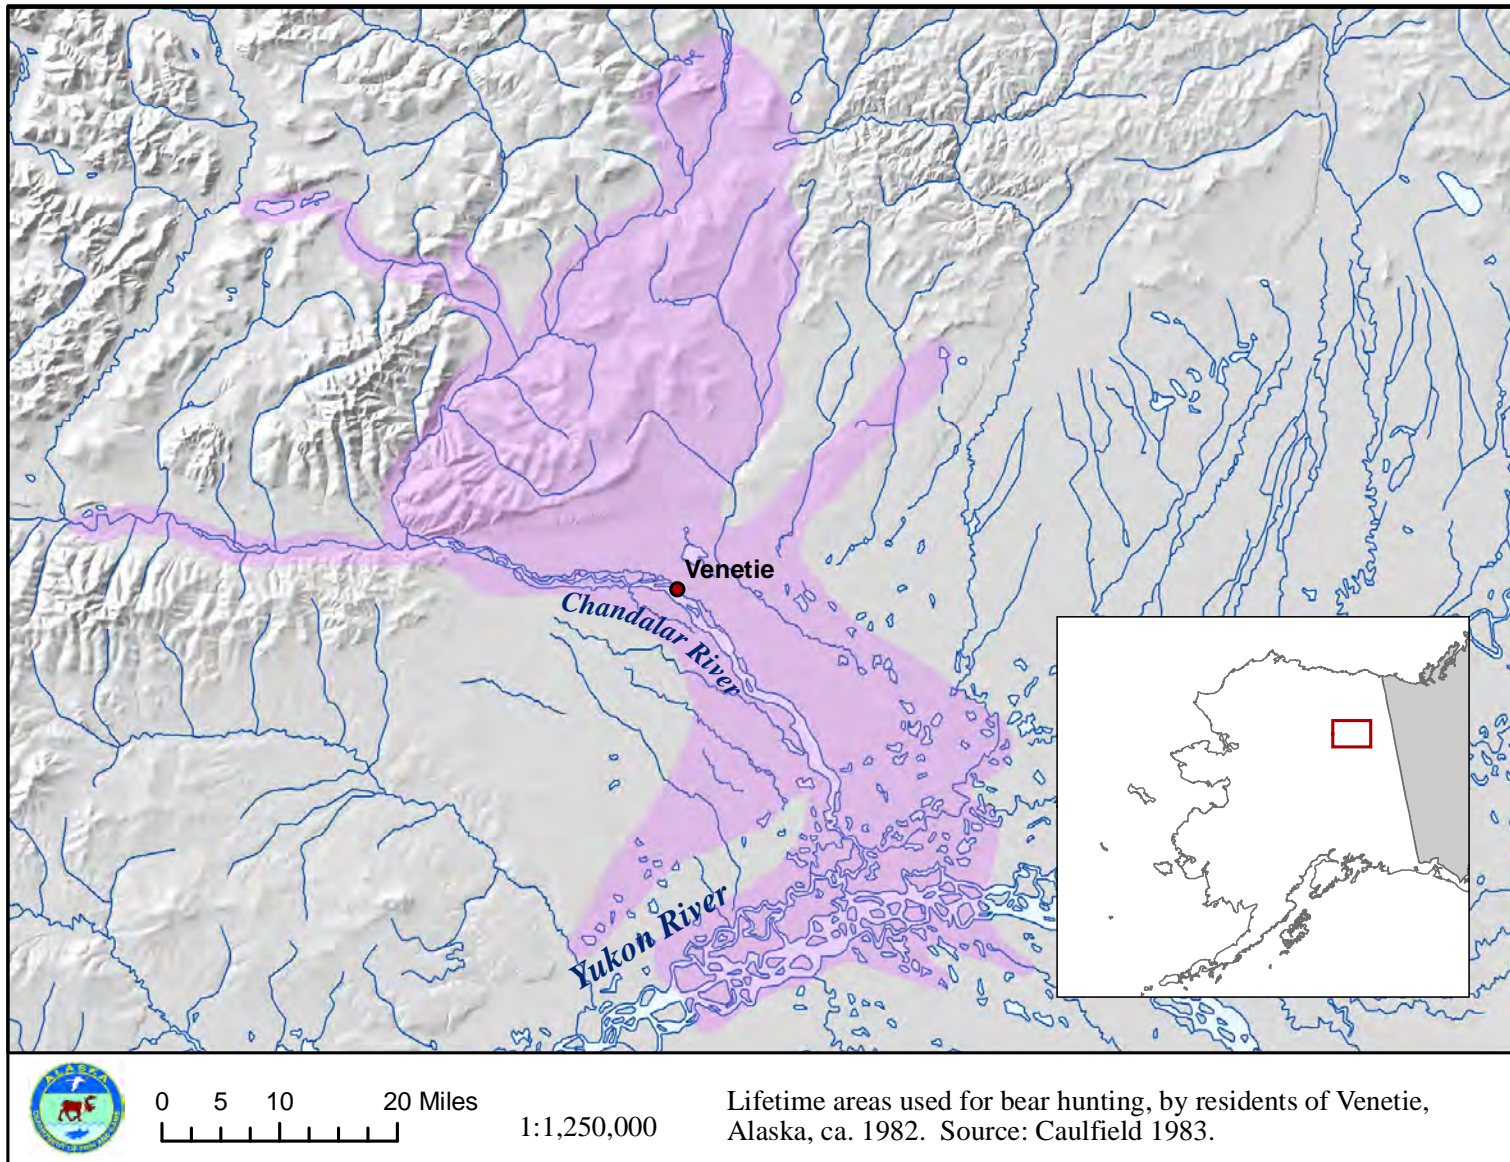 Venetie
Chandalar River
Yukon River
ALASKA
0 5 10 20 Miles
1:1,250,000
Lifetime areas used for bear hunting, by residents of Venetie,
Alaska, ca. 1982. Source: Caulfield 1983.